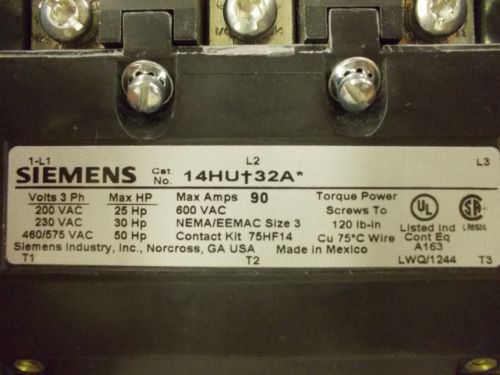 1-L1 L2 L3
SIEMENS Cat. No. 14HU†32A*
Volts 3 Ph Max HP Max Amps 90 Torque Power UL SA
200 VAC 25 Hp 600 VAC Screws To
230 VAC 30 Hp NEMA/EEMAC Size 3 120 lb-in Listed Ind
460/575 VAC 50 Hp Contact Kit 75HF14 Cu 75°C Wire Cont Eq
Siemens Industry, Inc., Norcross, GA USA Made in Mexico A163
T1 T2 LWQ/1244 T3